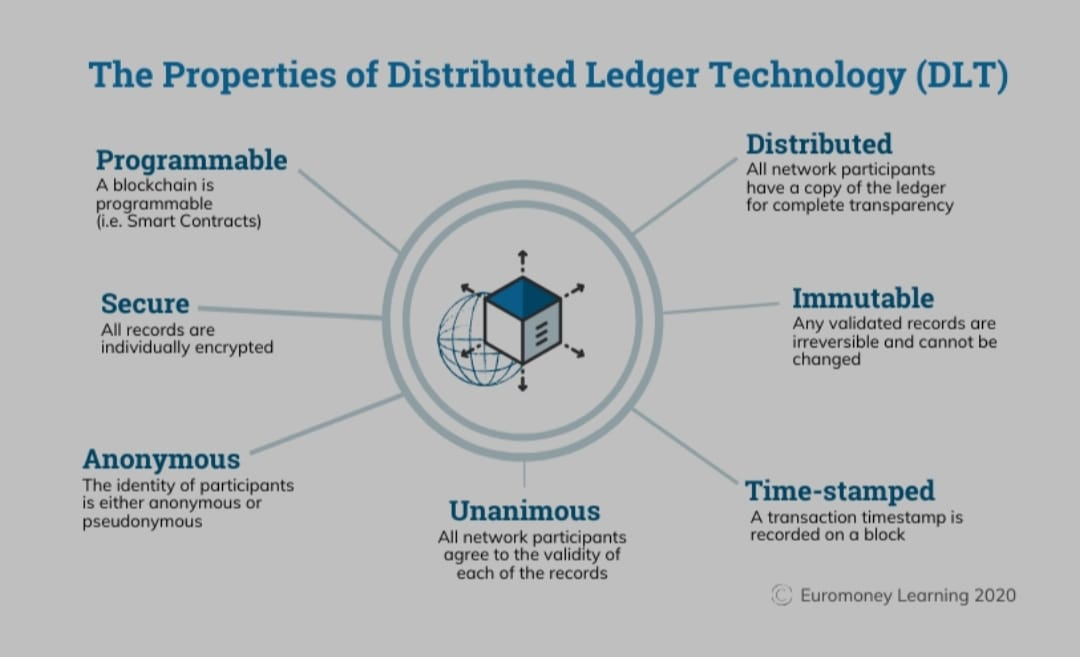 The Properties of Distributed Ledger Technology (DLT)
Programmable
A blockchain is
programmable
(i.e. Smart Contracts)
Secure
All records are
individually encrypted
Anonymous
The identity of participants
is either anonymous or
pseudonymous
Unanimous
All network participants
agree to the validity of
each of the records
Distributed
All network participants
have a copy of the ledger
for complete transparency
Immutable
Any validated records are
irreversible and cannot be
changed
Time-stamped
A transaction timestamp is
recorded on a block
© Euromoney Learning 2020